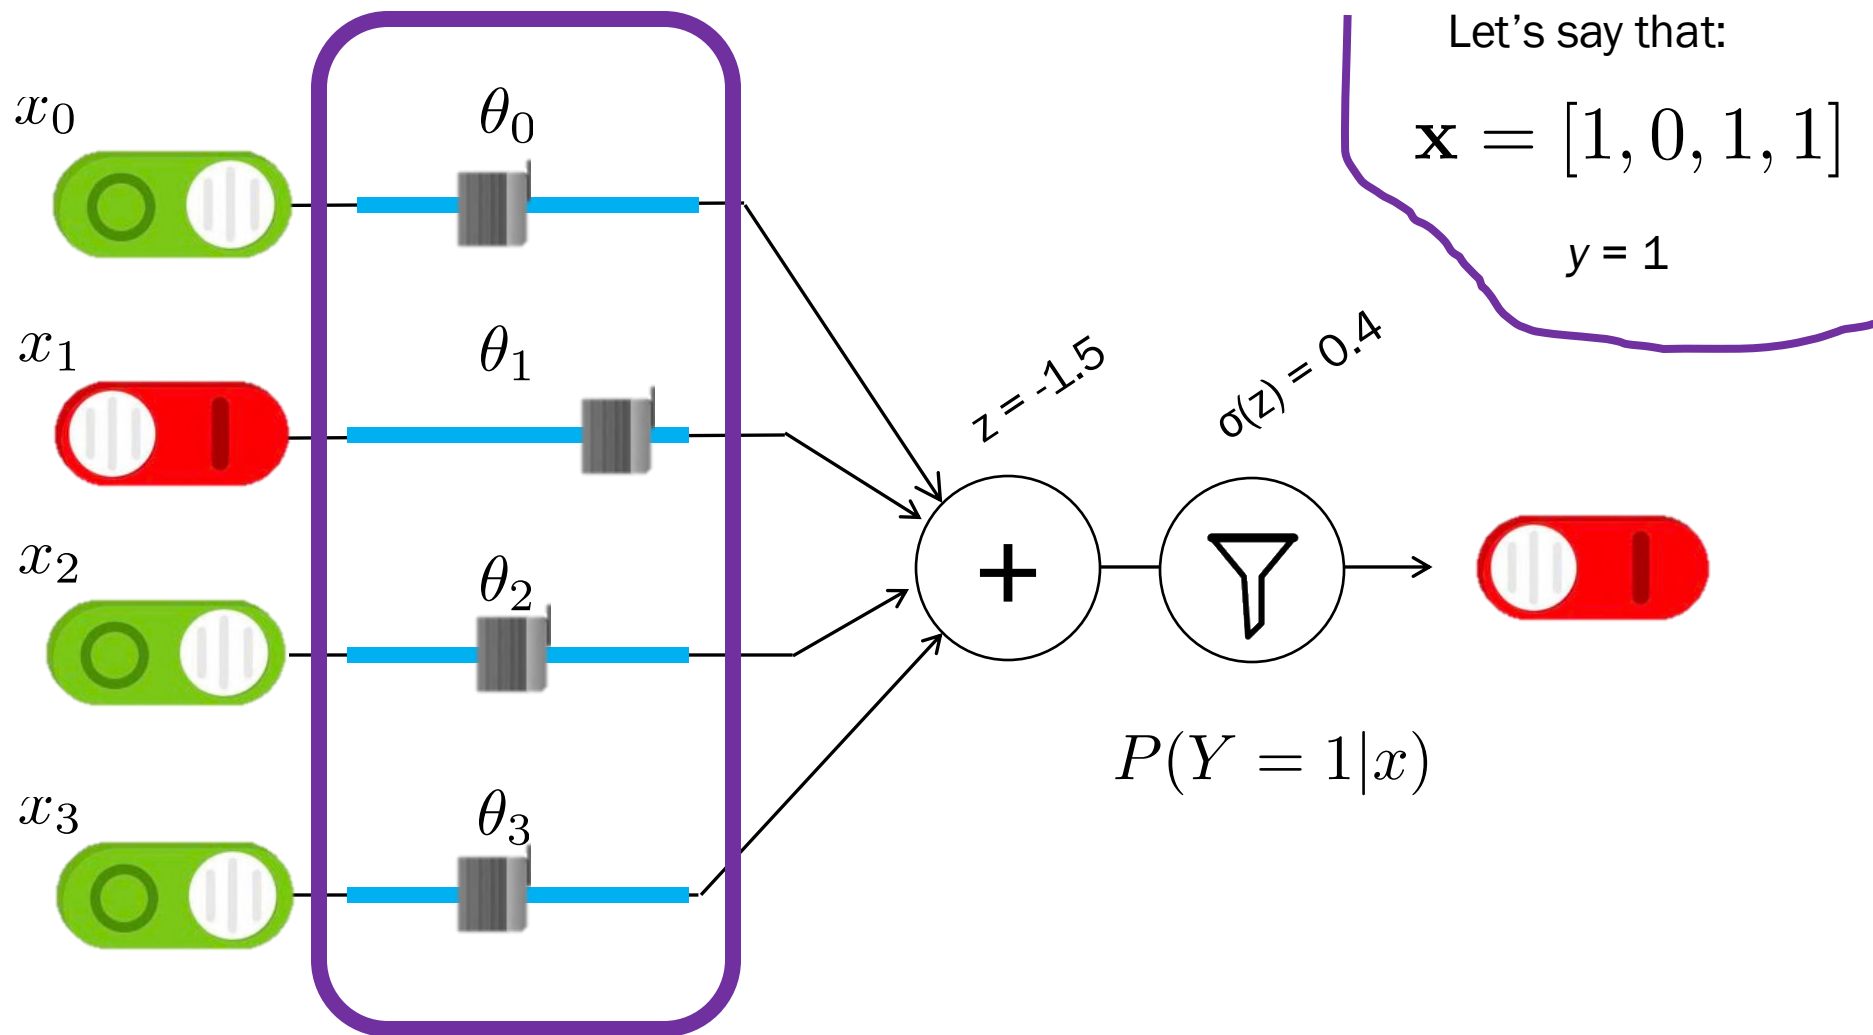 Let's say that:
x = [1, 0, 1, 1]
y = 1
x₀
θ₀
x₁
θ₁
z = -1.5
σ(z) = 0.4
x₂
θ₂
+
x₃
θ₃
P(Y = 1|x)